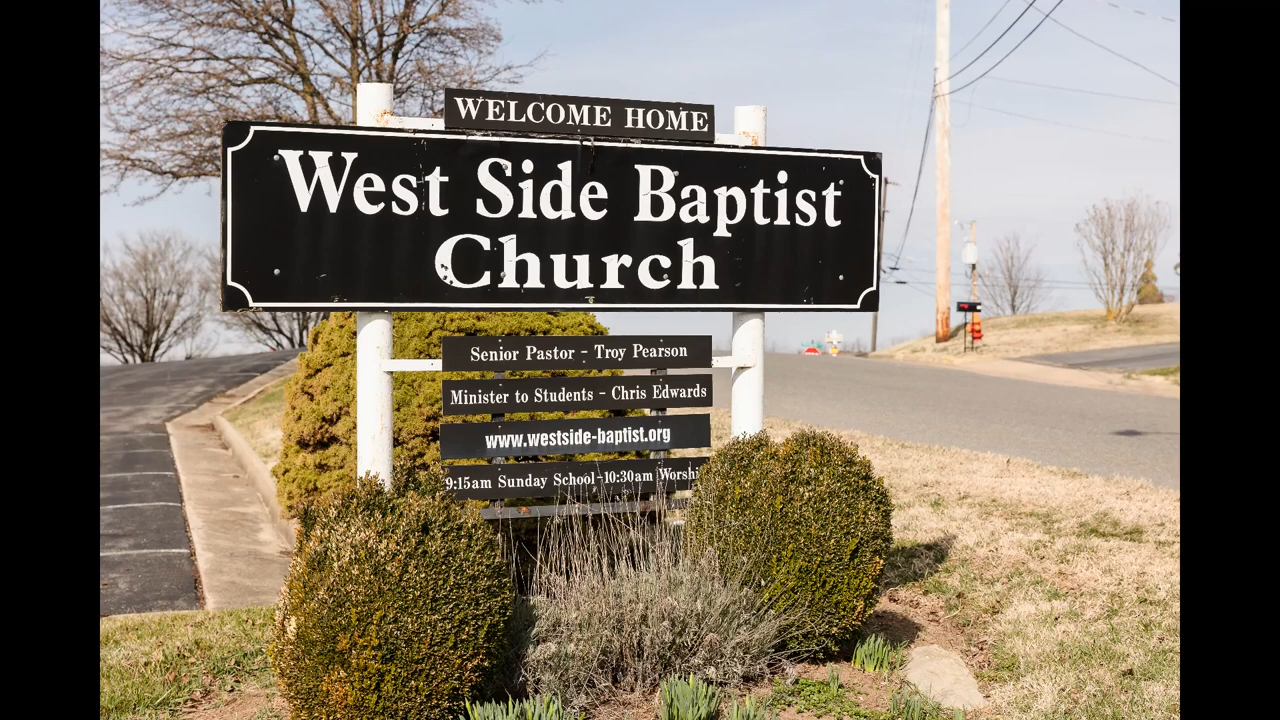 WELCOME HOME
West Side Baptist
Church
Senior Pastor - Troy Pearson
Minister to Students - Chris Edwards
www.westside-baptist.org
9:15am Sunday School-10:30am Worshi